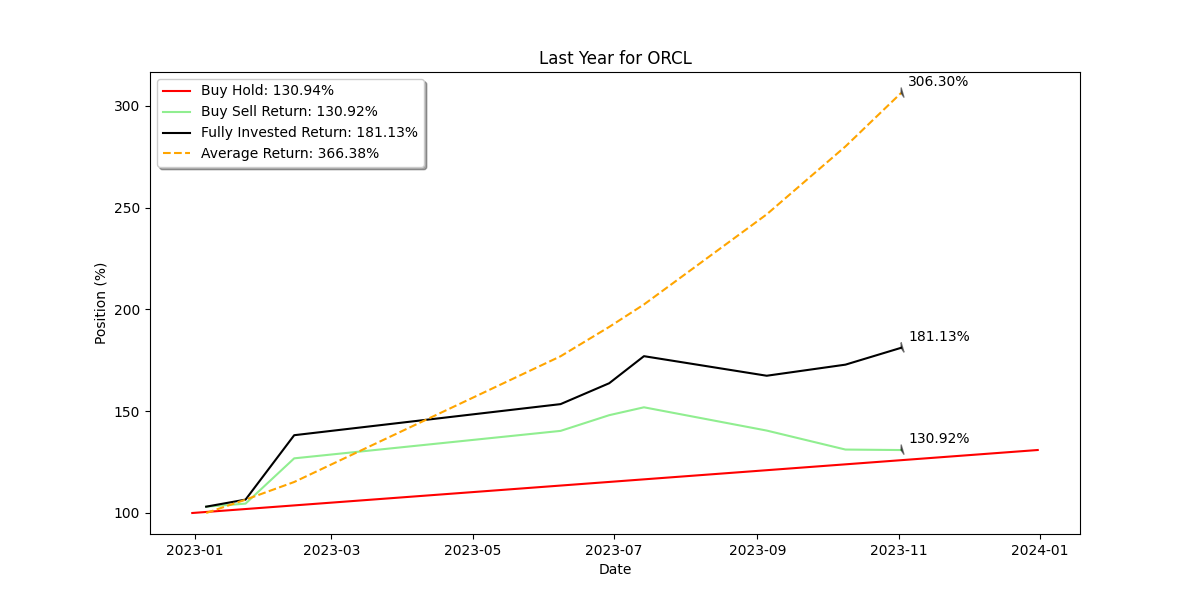 Last Year for ORCL
Buy Hold: 130.94%
Buy Sell Return: 130.92%
Fully Invested Return: 181.13%
Average Return: 366.38%
306.30%
181.13%
130.92%
Position (%)
300
250
200
150
100
2023-01
2023-03
2023-05
2023-07
2023-09
2023-11
2024-01
Date